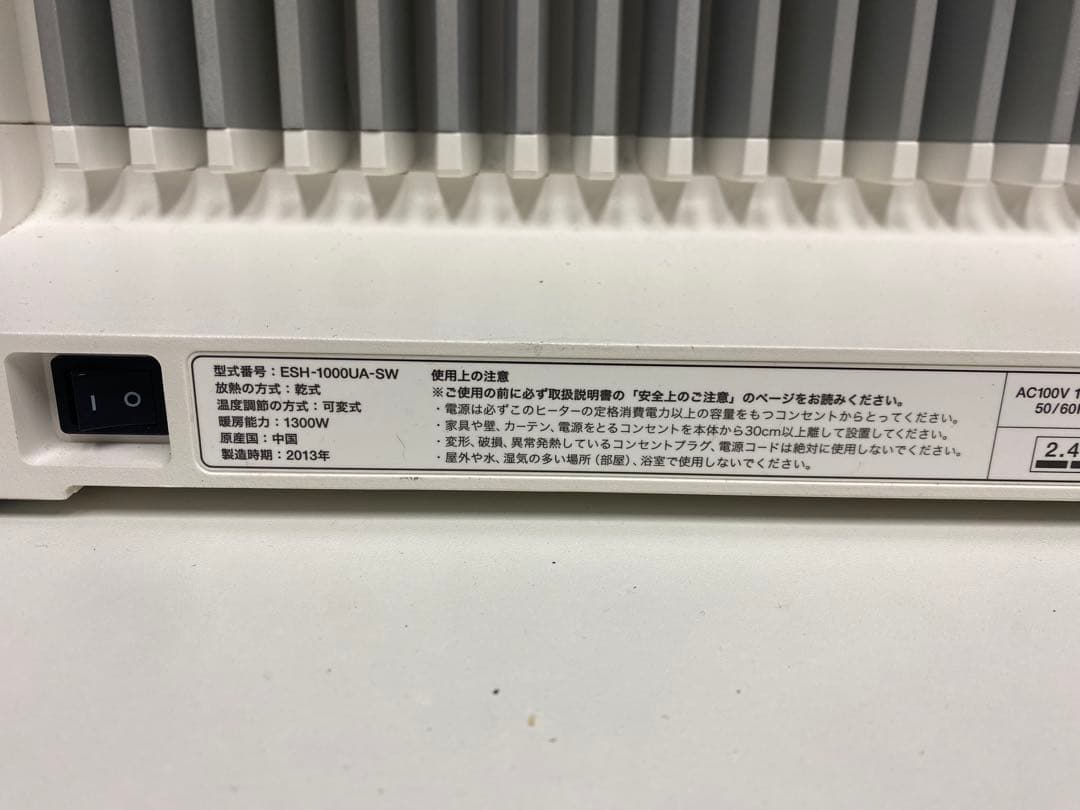 型式番号：ESH-1000UA-SW
放熱の方式：乾式
温度調節の方式：可変式
暖房能力：1300W
原産国：中国
製造時期：2013年
使用上の注意
※ご使用の前に必ず取扱説明書の「安全上のご注意」のページをお読みください。
・電源は必ずこのヒーターの定格消費電力以上の容量をもつコンセントからとってください。
・家具や壁、カーテン、電源をとるコンセントを本体から30cm以上離して設置してください。
・変形、破損、異常発熱しているコンセントプラグ、電源コードは絶対に使用しないでください。
・屋外や水、湿気の多い場所（部屋）、浴室で使用しないでください。
AC100V 1
50/60
2.4